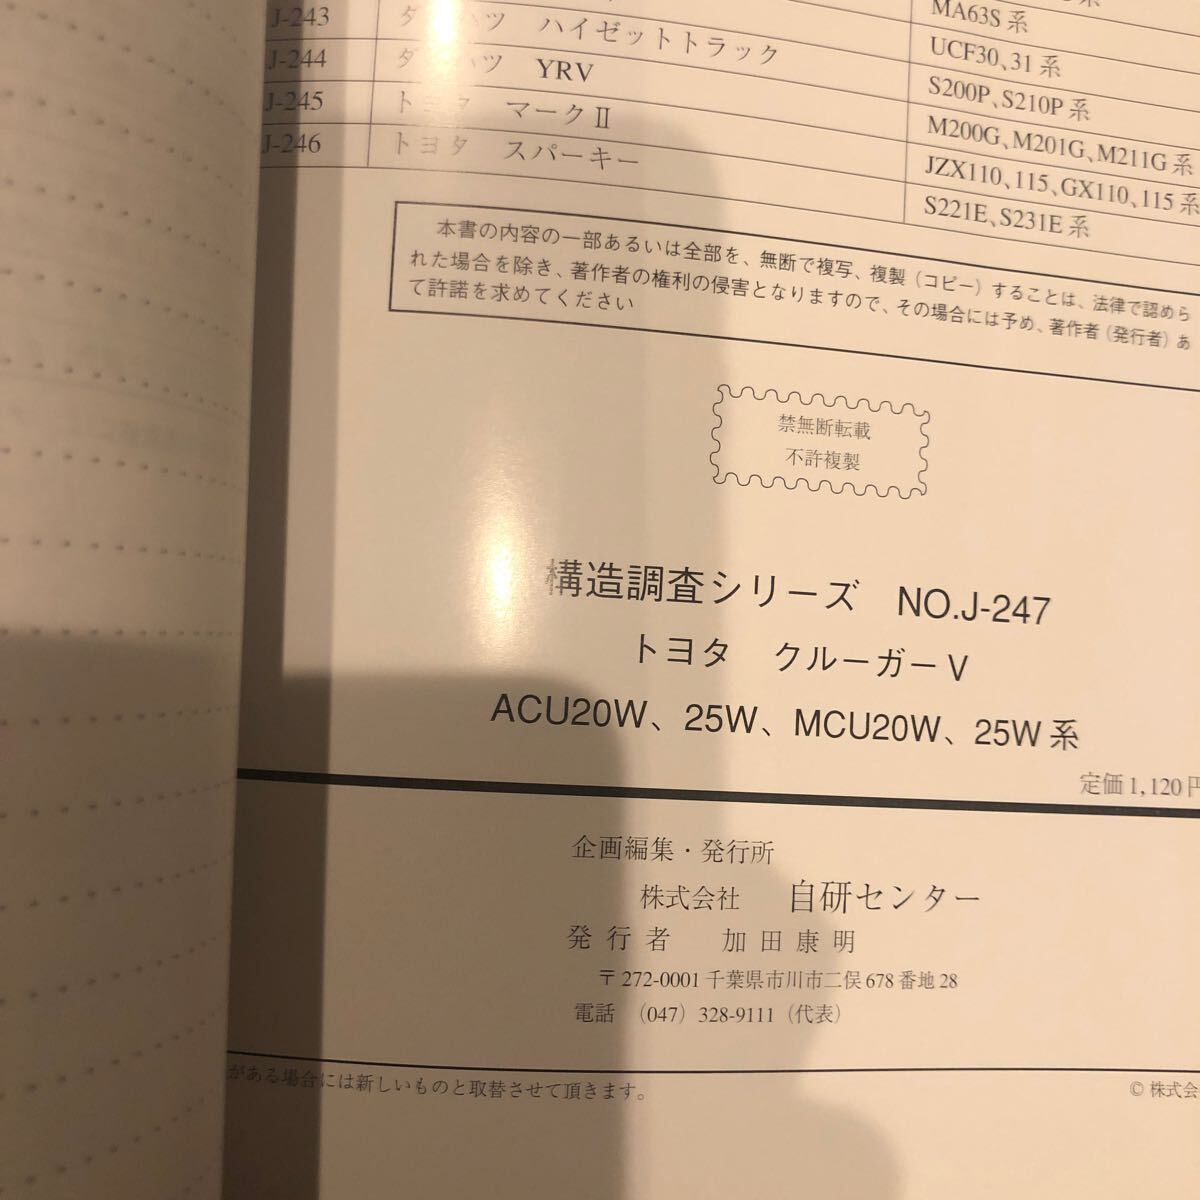 MA63S系
J-243 ダイハツ ハイゼットトラック UCF30、31系
J-244 ダイハツ YRV S200P、S210P系
J-245 トヨタ マークⅡ M200G、M201G、M211G系
J-246 トヨタ スパーキー JZX110、115、GX110、115系
S221E、S231E系
本書の内容の一部あるいは全部を、無断で複写、複製(コピー)することは、法律で認めら
れた場合を除き、著作者の権利の侵害となりますので、その場合には予め、著作者(発行者)あ
て許諾を求めてください
禁無断転載
不許複製
構造調査シリーズ NO.J-247
トヨタ クルーガーV
ACU20W、25W、MCU20W、25W系
定価1,120円
企画編集・発行所
株式会社 自研センター
発行者 加田康明
〒272-0001 千葉県市川市二俣678番地28
電話 (047) 328-9111 (代表)
がある場合には新しいものと取替させて頂きます。
© 株式会